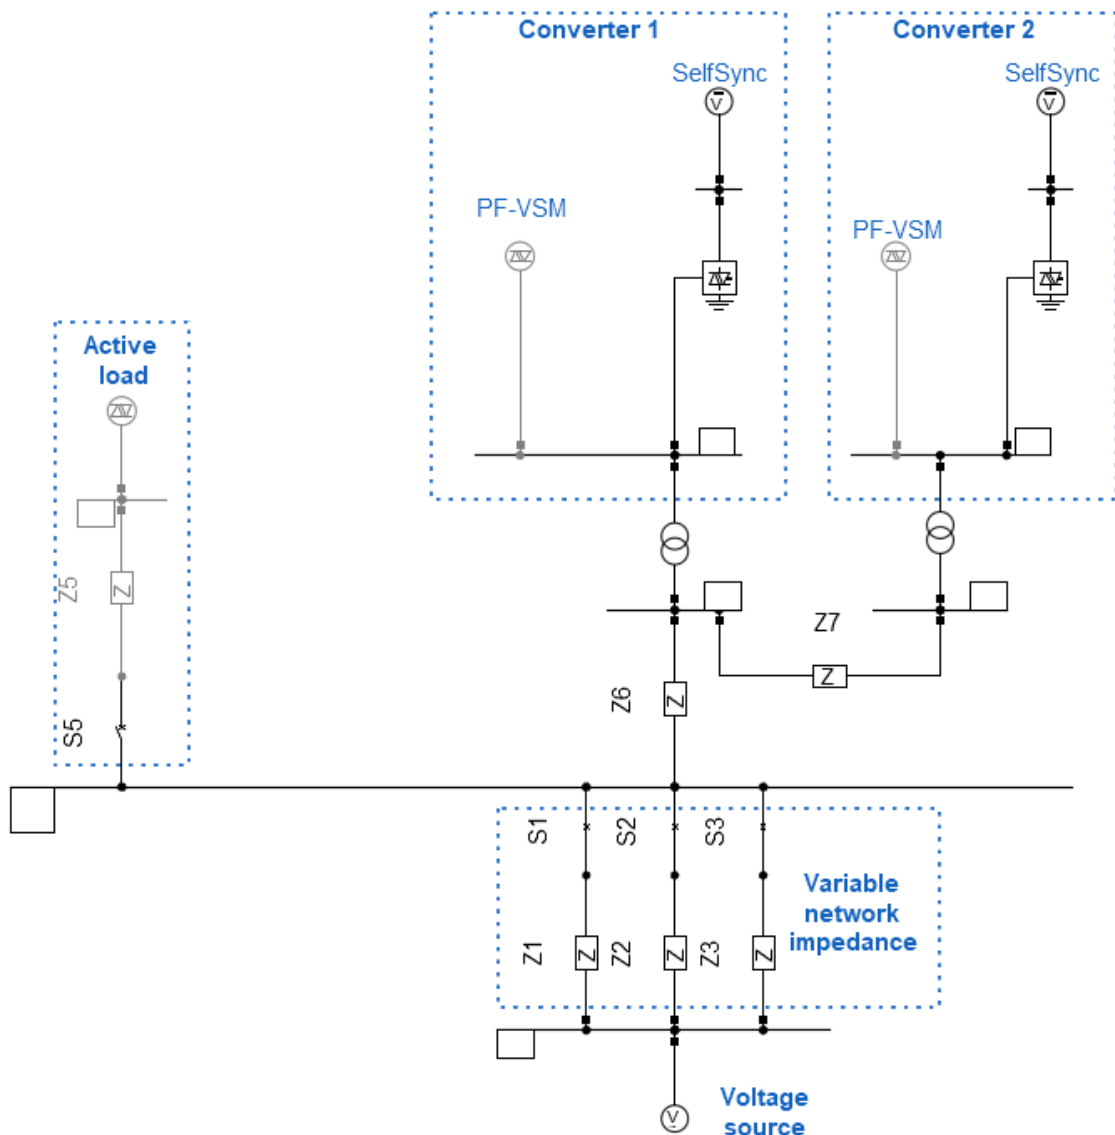 Converter 1
Converter 2
SelfSync
SelfSync
PF-VSM
PF-VSM
Active
load
Z5
Z
S5
Z7
Z
Z6
Z
S1
S2
S3
Variable
network
impedance
Z1
Z
Z2
Z
Z3
Z
Voltage
source
V
V
V